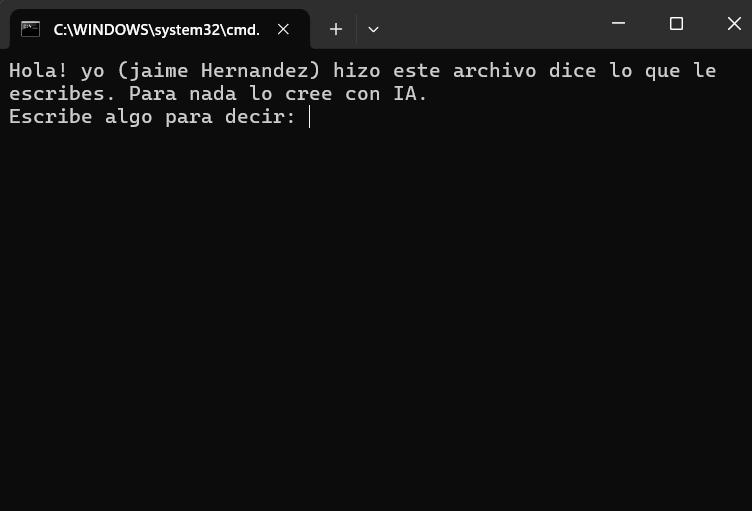 C:\WINDOWS\system32\cmd.
Hola! yo (jaime Hernandez) hizo este archivo dice lo que le
escribes. Para nada lo cree con IA.
Escribe algo para decir: